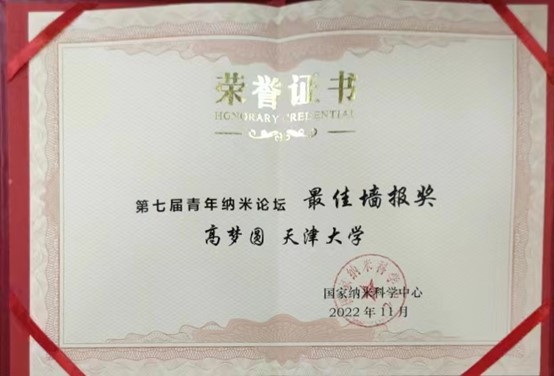 荣誉证书
HONORARY CREDENTIAL
第七届青年纳米论坛 最佳墙报奖
高梦圆 天津大学
国家纳米科学中心
2022年11月